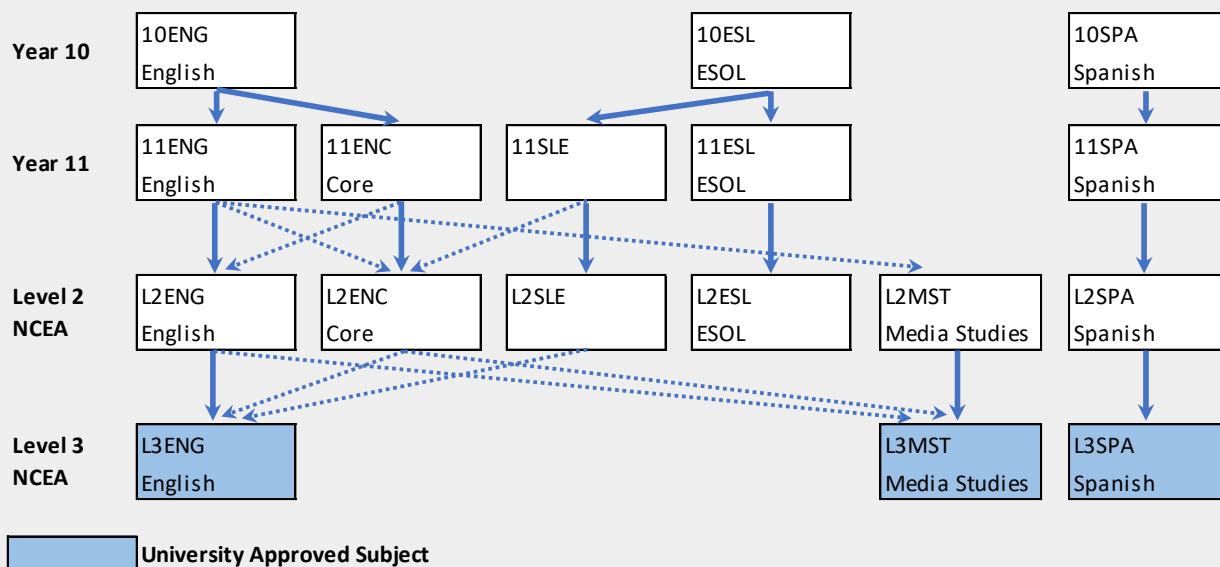 Year 10
10ENG
English
10ESL
ESOL
10SPA
Spanish
Year 11
11ENG
English
11ENC
Core
11SLE
11ESL
ESOL
11SPA
Spanish
Level 2
NCEA
L2ENG
English
L2ENC
Core
L2SLE
L2ESL
ESOL
L2MST
Media Studies
L2SPA
Spanish
Level 3
NCEA
L3ENG
English
L3MST
Media Studies
L3SPA
Spanish
University Approved Subject